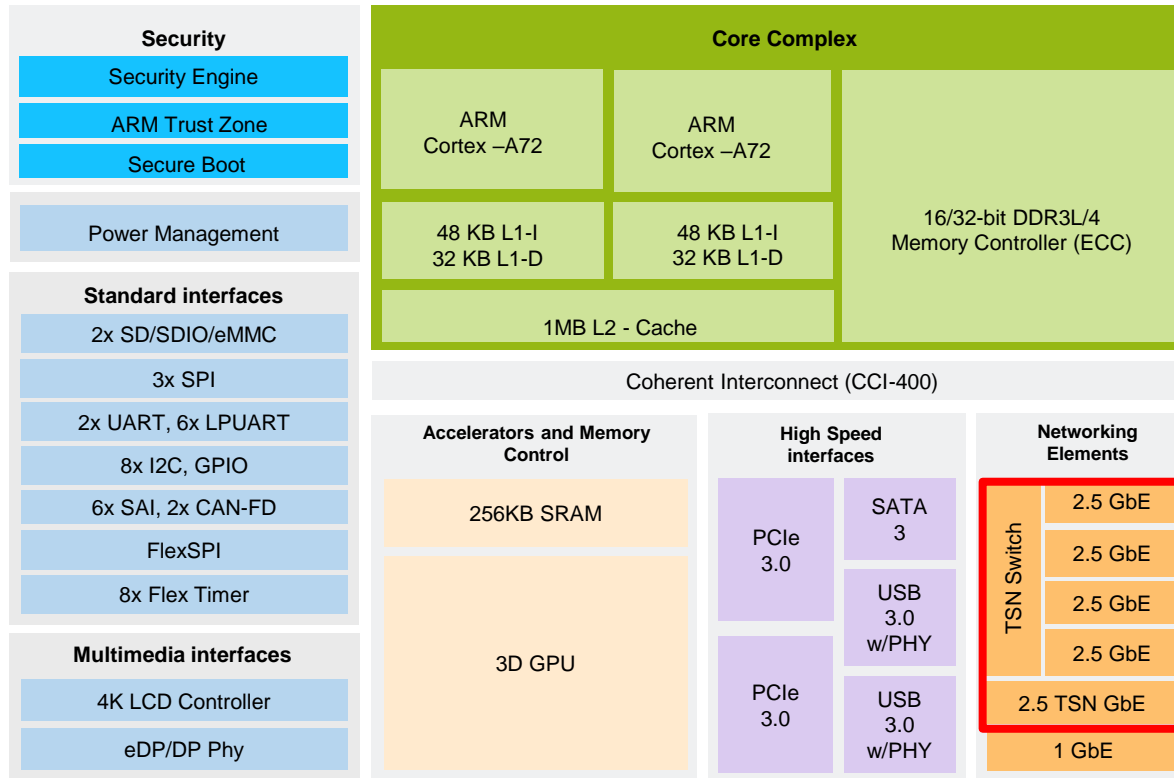 Security
Security Engine
ARM Trust Zone
Secure Boot
Power Management
Standard interfaces
2x SD/SDIO/eMMC
3x SPI
2x UART, 6x LPUART
8x I2C, GPIO
6x SAI, 2x CAN-FD
FlexSPI
8x Flex Timer
Multimedia interfaces
4K LCD Controller
eDP/DP Phy
Core Complex
ARM
Cortex –A72
ARM
Cortex –A72
48 KB L1-I
32 KB L1-D
48 KB L1-I
32 KB L1-D
1MB L2 - Cache
16/32-bit DDR3L/4
Memory Controller (ECC)
Coherent Interconnect (CCI-400)
Accelerators and Memory
Control
256KB SRAM
3D GPU
High Speed
interfaces
PCIe
3.0
PCIe
3.0
SATA
3
USB
3.0
w/PHY
USB
3.0
w/PHY
Networking
Elements
TSN Switch
2.5 GbE
2.5 GbE
2.5 GbE
2.5 GbE
2.5 TSN GbE
1 GbE